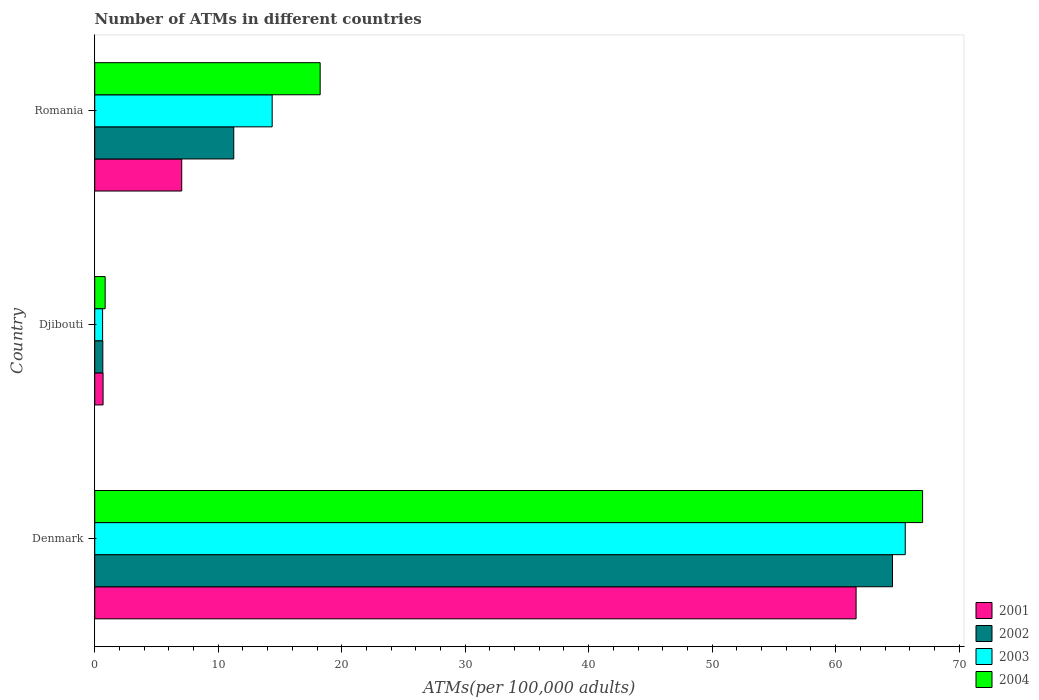 Number of ATMs in different countries
Romania
Djibouti
Denmark
Country
0
10
20
30
40
50
60
70
ATMs(per 100,000 adults)
2001
2002
2003
2004